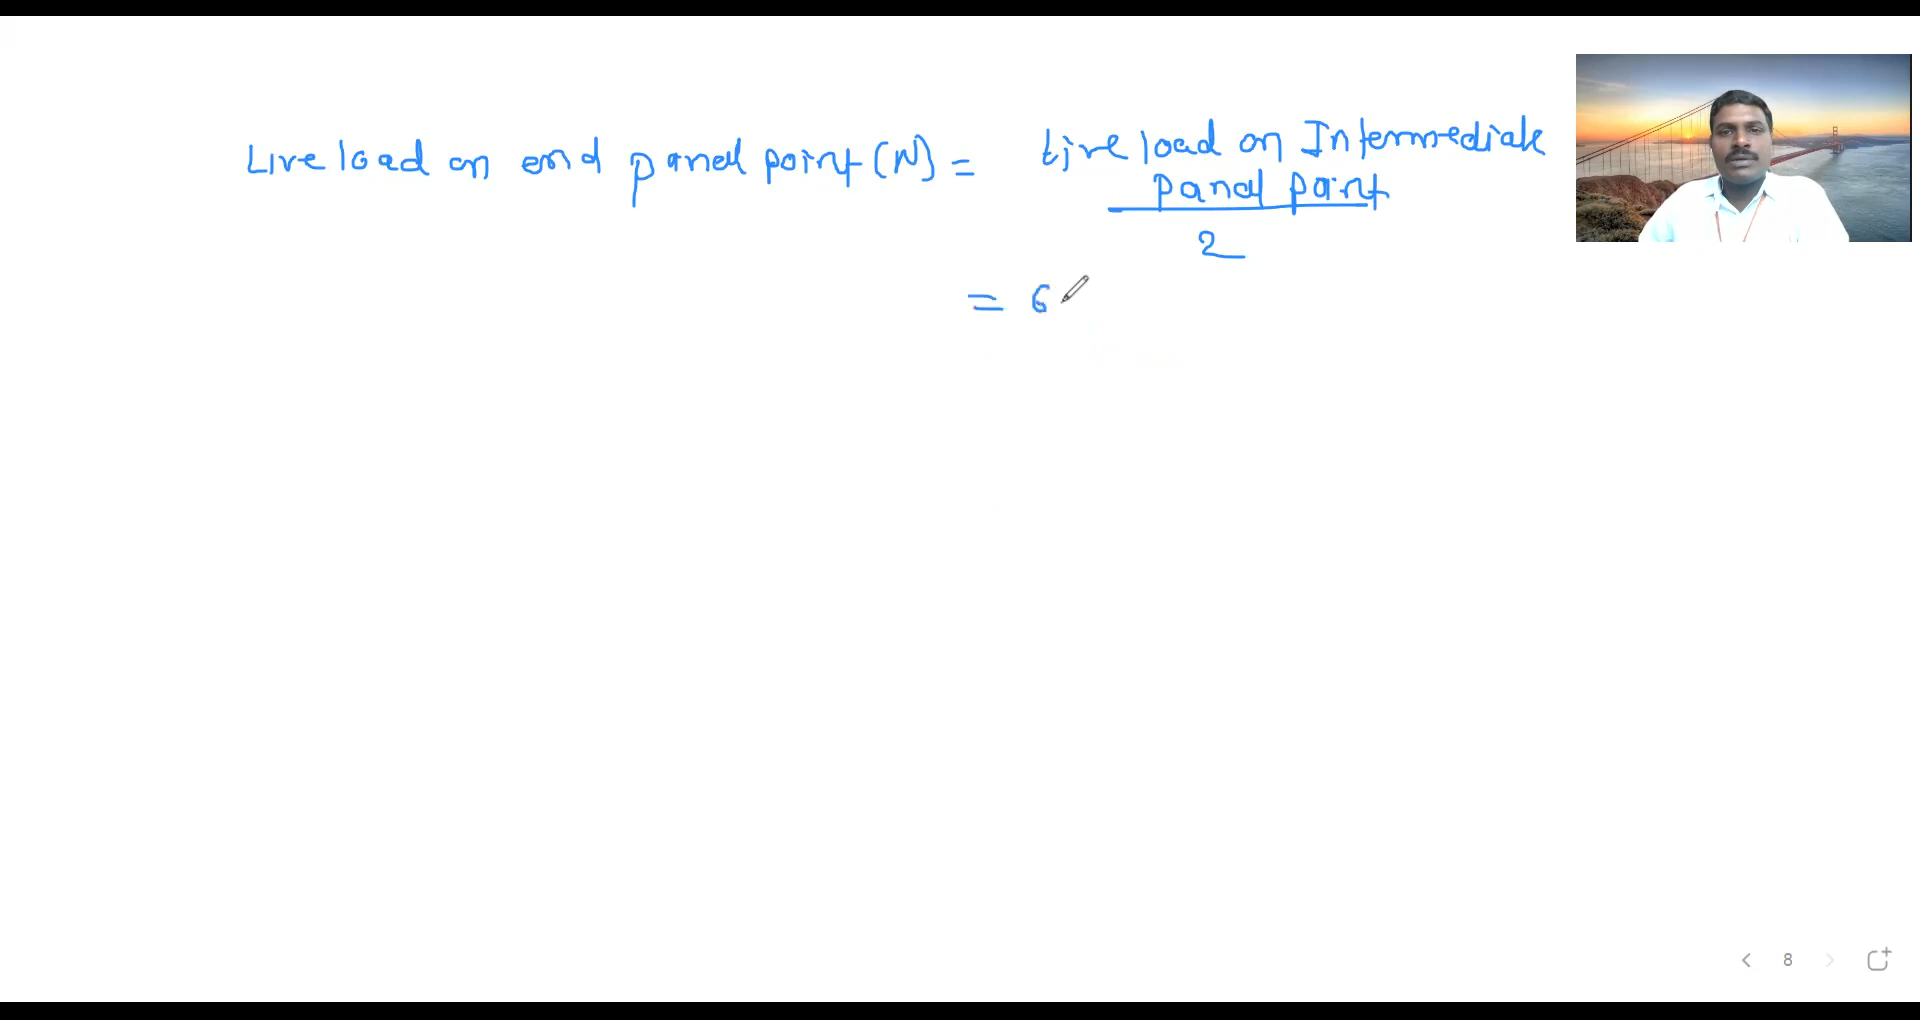 Live load on end panel point (N) = Live load on Intermediate
panel point
2
= 6
8